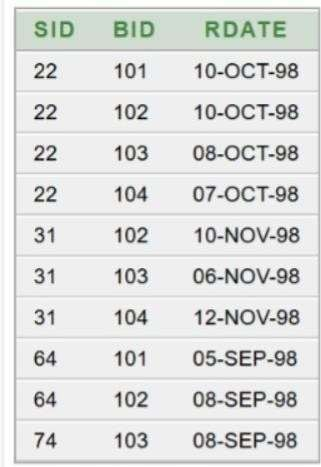 SID BID RDATE
22 101 10-OCT-98
22 102 10-OCT-98
22 103 08-OCT-98
22 104 07-OCT-98
31 102 10-NOV-98
31 103 06-NOV-98
31 104 12-NOV-98
64 101 05-SEP-98
64 102 08-SEP-98
74 103 08-SEP-98